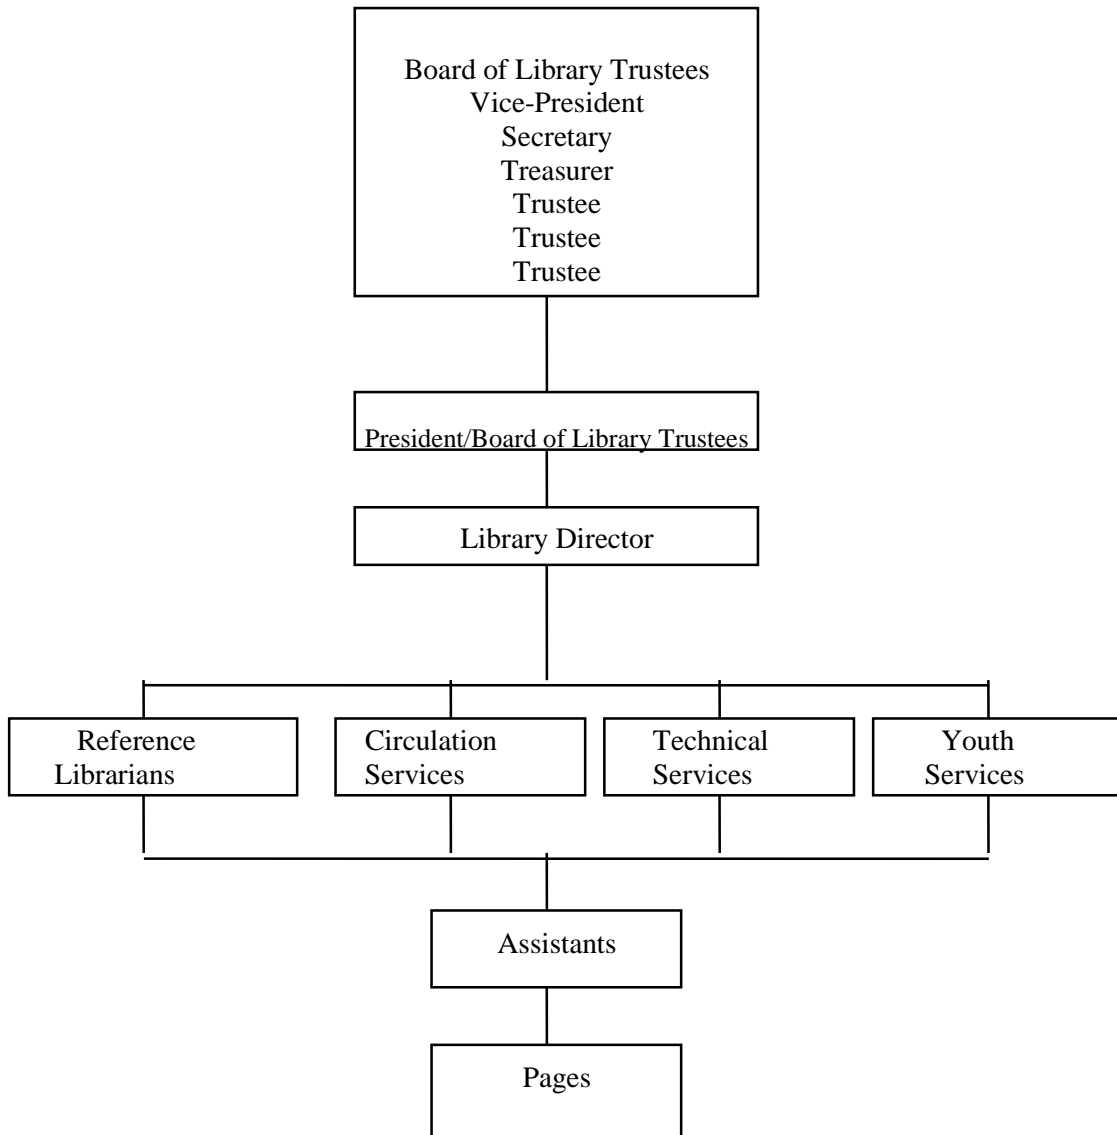 Board of Library Trustees
Vice-President
Secretary
Treasurer
Trustee
Trustee
Trustee
President/Board of Library Trustees
Library Director
Reference
Librarians
Circulation
Services
Technical
Services
Youth
Services
Assistants
Pages